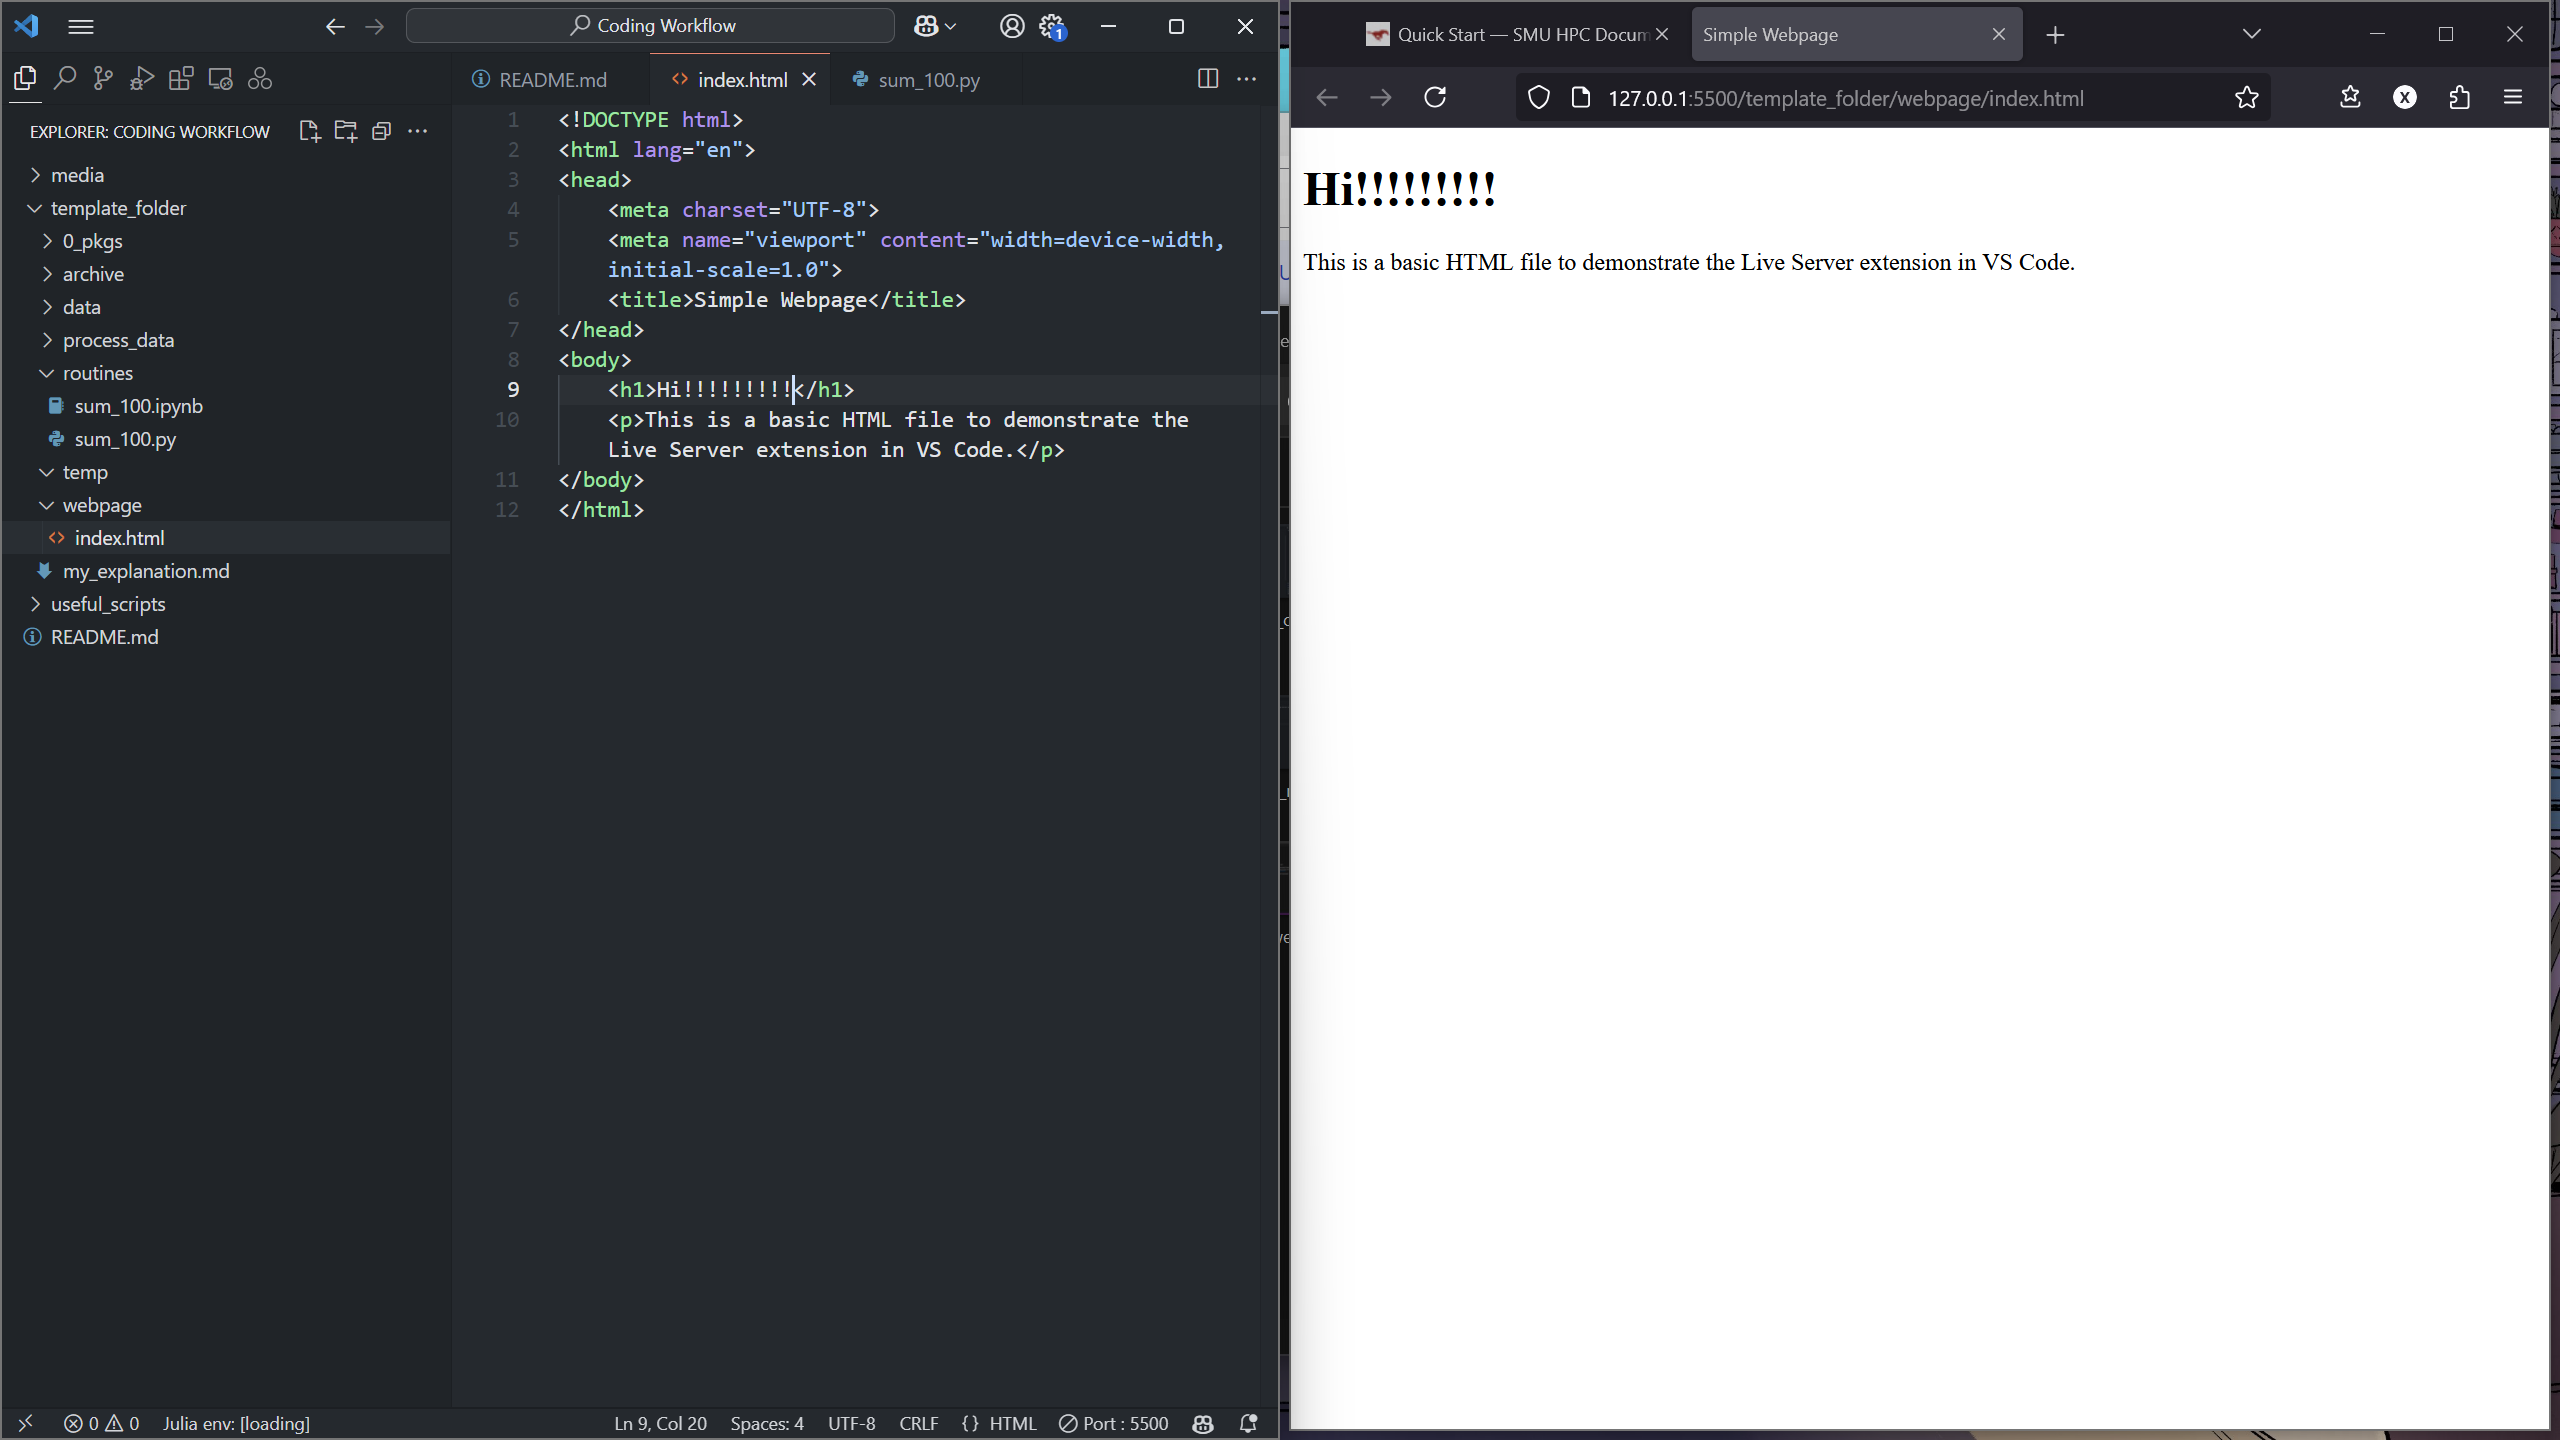 Coding Workflow
1
README.md
index.html
sum_100.py
EXPLORER: CODING WORKFLOW
media
template_folder
0_pkgs
archive
data
process_data
routines
sum_100.ipynb
sum_100.py
temp
webpage
index.html
my_explanation.md
useful_scripts
README.md
1 <!DOCTYPE html>
2 <html lang="en">
3 <head>
4 <meta charset="UTF-8">
5 <meta name="viewport" content="width=device-width,
initial-scale=1.0">
6 <title>Simple Webpage</title>
7 </head>
8 <body>
9 <h1>Hi!!!!!!!!!</h1>
10 <p>This is a basic HTML file to demonstrate the
Live Server extension in VS Code.</p>
11 </body>
12 </html>
0 0 Julia env: [loading] Ln 9, Col 20 Spaces: 4 UTF-8 CRLF {} HTML Port : 5500
Quick Start — SMU HPC Docum
Simple Webpage
127.0.0.1:5500/template_folder/webpage/index.html
Hi!!!!!!!!!
This is a basic HTML file to demonstrate the Live Server extension in VS Code.